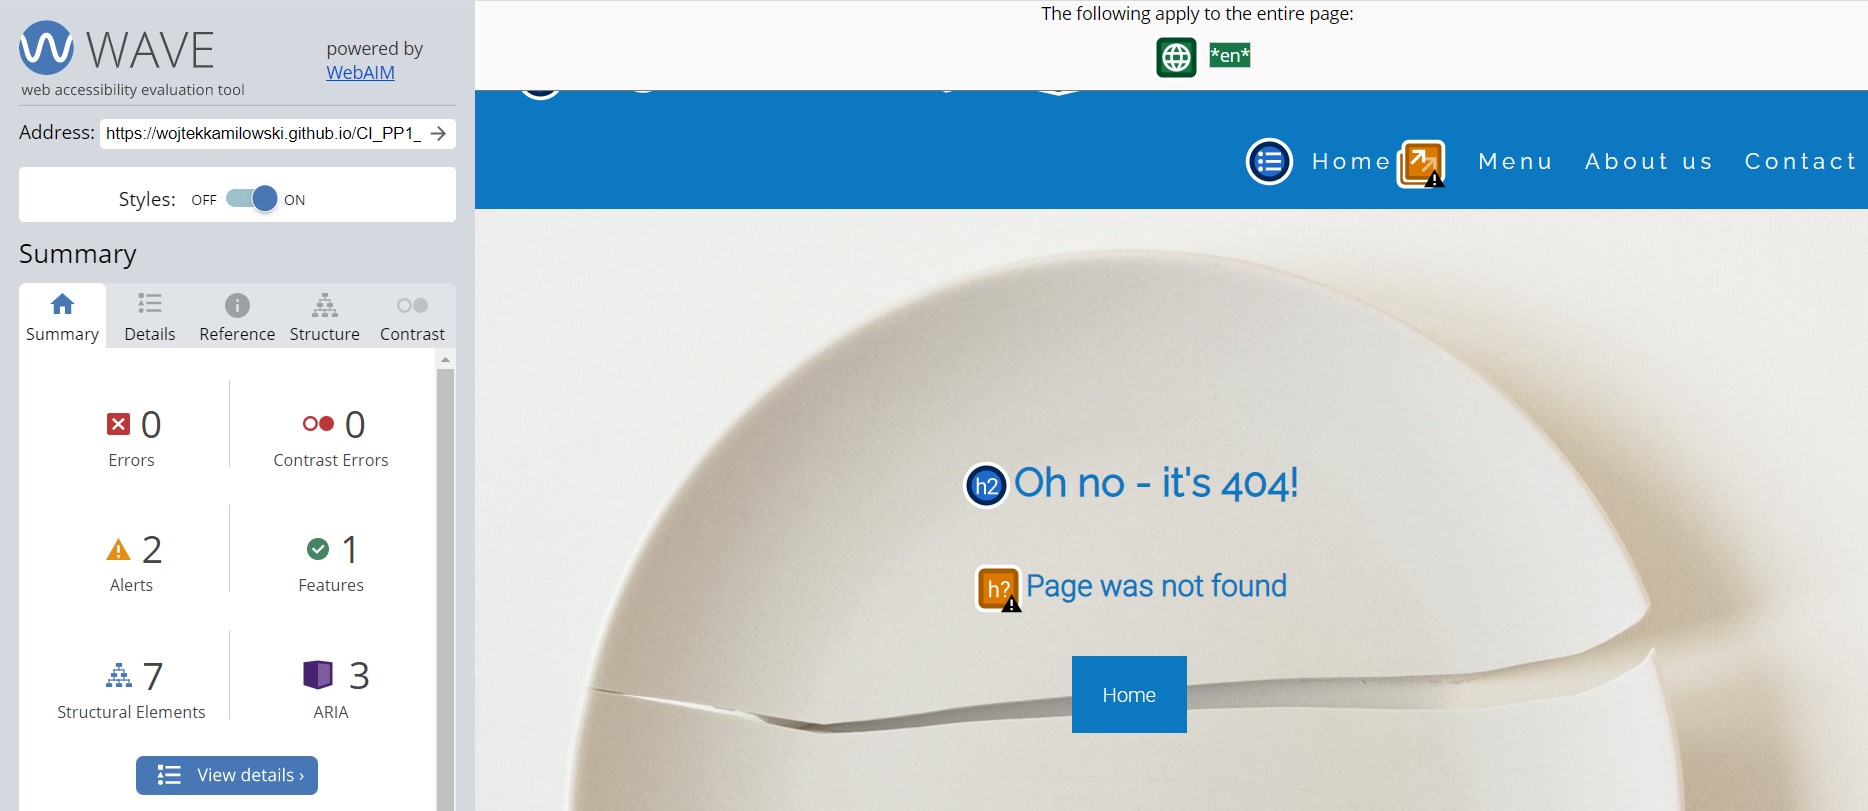 WAVE
powered by
WebAIM
web accessibility evaluation tool
Address: https://wojtekkamilowski.github.io/CI_PP1_
Styles: OFF ON
Summary
Summary Details Reference Structure Contrast
0 0
Errors Contrast Errors
2 1
Alerts Features
7 3
Structural Elements ARIA
View details ›
The following apply to the entire page:
*en*
Home Menu About us Contact
h2 Oh no - it's 404!
h? Page was not found
Home